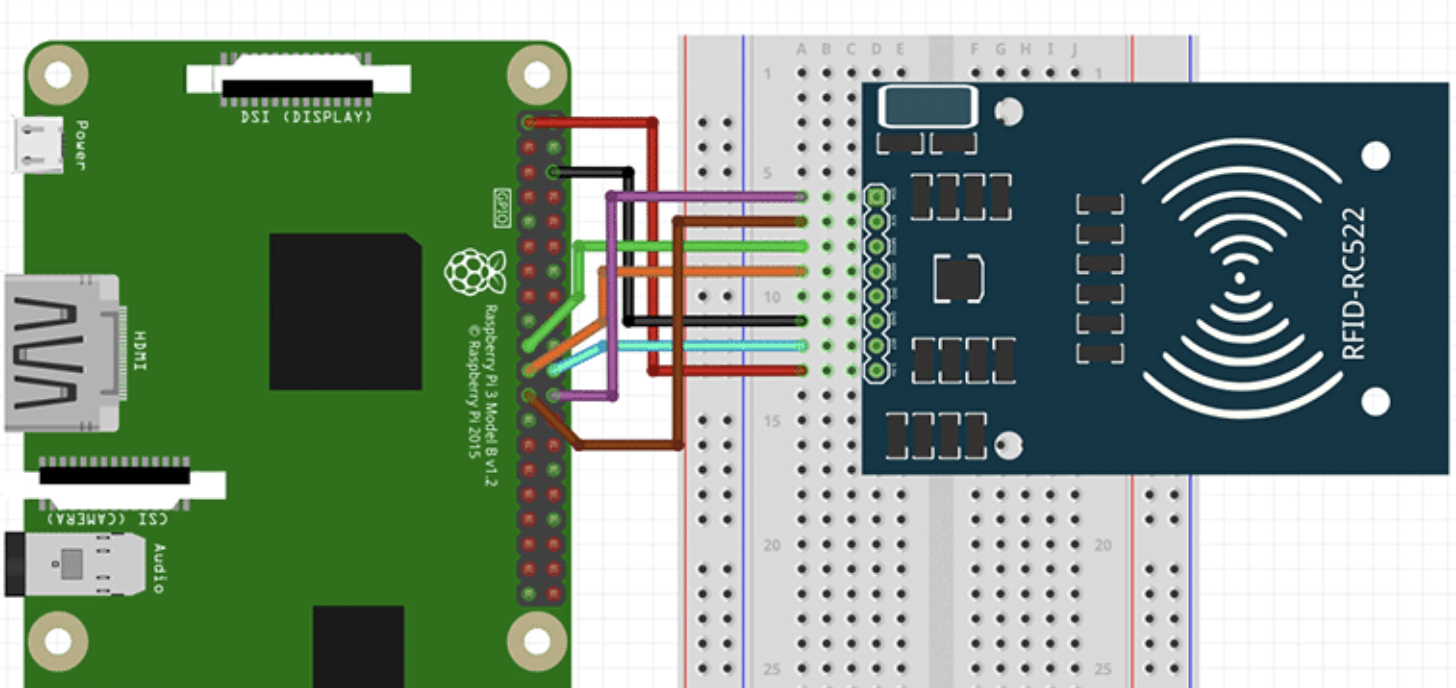 DSI (DISPLAY)
Power
GPIO
HDMI
Raspberry Pi 3 Model B v1.2
© Raspberry Pi 2015
CSI (CAMERA)
Audio
A B C D E F G H I J
1 1
5
10
15
20 20
25 25
RFID-RC522